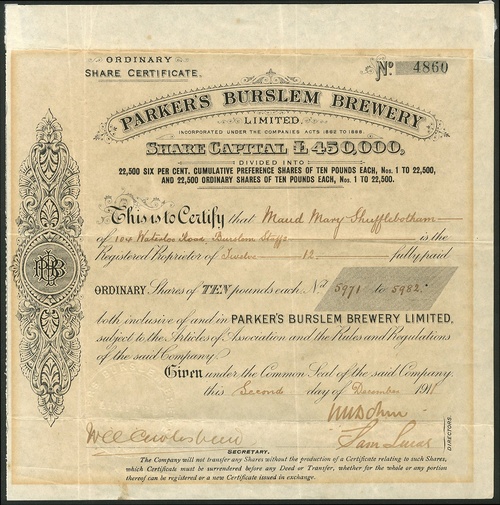 ORDINARY
SHARE CERTIFICATE.
No. 4860
PARKER'S BURSLEM BREWERY
LIMITED.
INCORPORATED UNDER THE COMPANIES ACTS 1862 TO 1886.
SHARE CAPITAL £450,000,
DIVIDED INTO
22,500 SIX PER CENT. CUMULATIVE PREFERENCE SHARES OF TEN POUNDS EACH, Nos. 1 TO 22,500,
AND 22,500 ORDINARY SHARES OF TEN POUNDS EACH, Nos. 1 TO 22,500.
This is to Certify that Maud Mary Shufflebotham
of 104 Waterloo Road, Burslem Staffs is the
Registered Proprietor of Twelve 12 fully paid
ORDINARY Shares of TEN pounds each. Nos. 5971 to 5982.
both inclusive of and in PARKER'S BURSLEM BREWERY LIMITED,
subject to the Articles of Association and the Rules and Regulations
of the said Company.
Given under the Common Seal of the said Company,
this Second day of December 1911
Sam Lucas
DIRECTORS.
SECRETARY.
The Company will not transfer any Shares without the production of a Certificate relating to such Shares,
which Certificate must be surrendered before any Deed or Transfer, whether for the whole or any portion
thereof can be registered or a new Certificate issued in exchange.